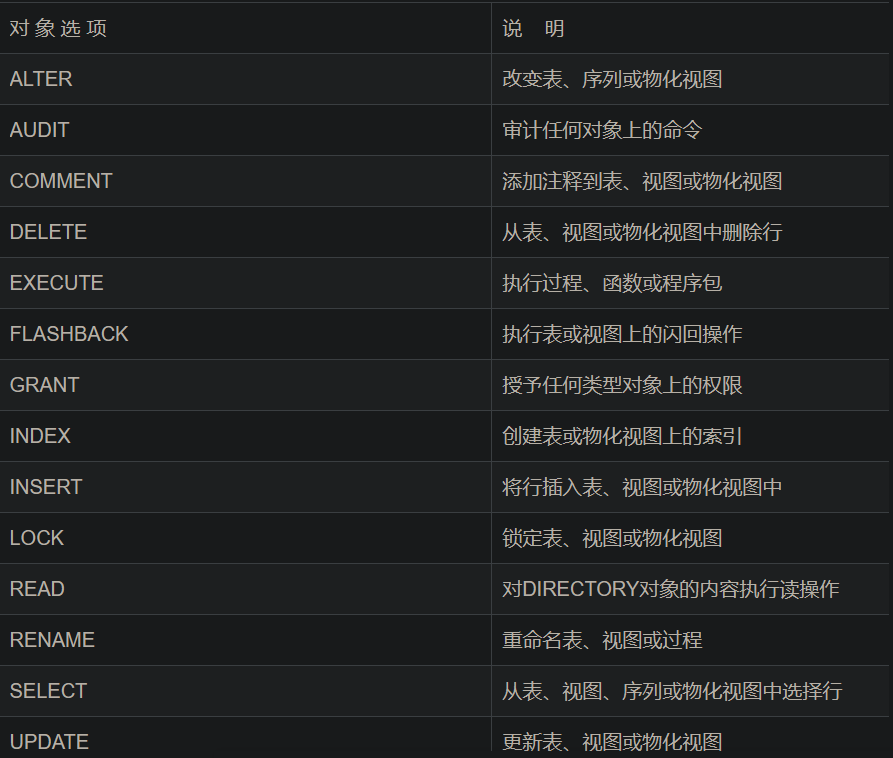 对 象 选 项 说 明
ALTER 改变表、序列或物化视图
AUDIT 审计任何对象上的命令
COMMENT 添加注释到表、视图或物化视图
DELETE 从表、视图或物化视图中删除行
EXECUTE 执行过程、函数或程序包
FLASHBACK 执行表或视图上的闪回操作
GRANT 授予任何类型对象上的权限
INDEX 创建表或物化视图上的索引
INSERT 将行插入表、视图或物化视图中
LOCK 锁定表、视图或物化视图
READ 对DIRECTORY对象的内容执行读操作
RENAME 重命名表、视图或过程
SELECT 从表、视图、序列或物化视图中选择行
UPDATE 更新表、视图或物化视图